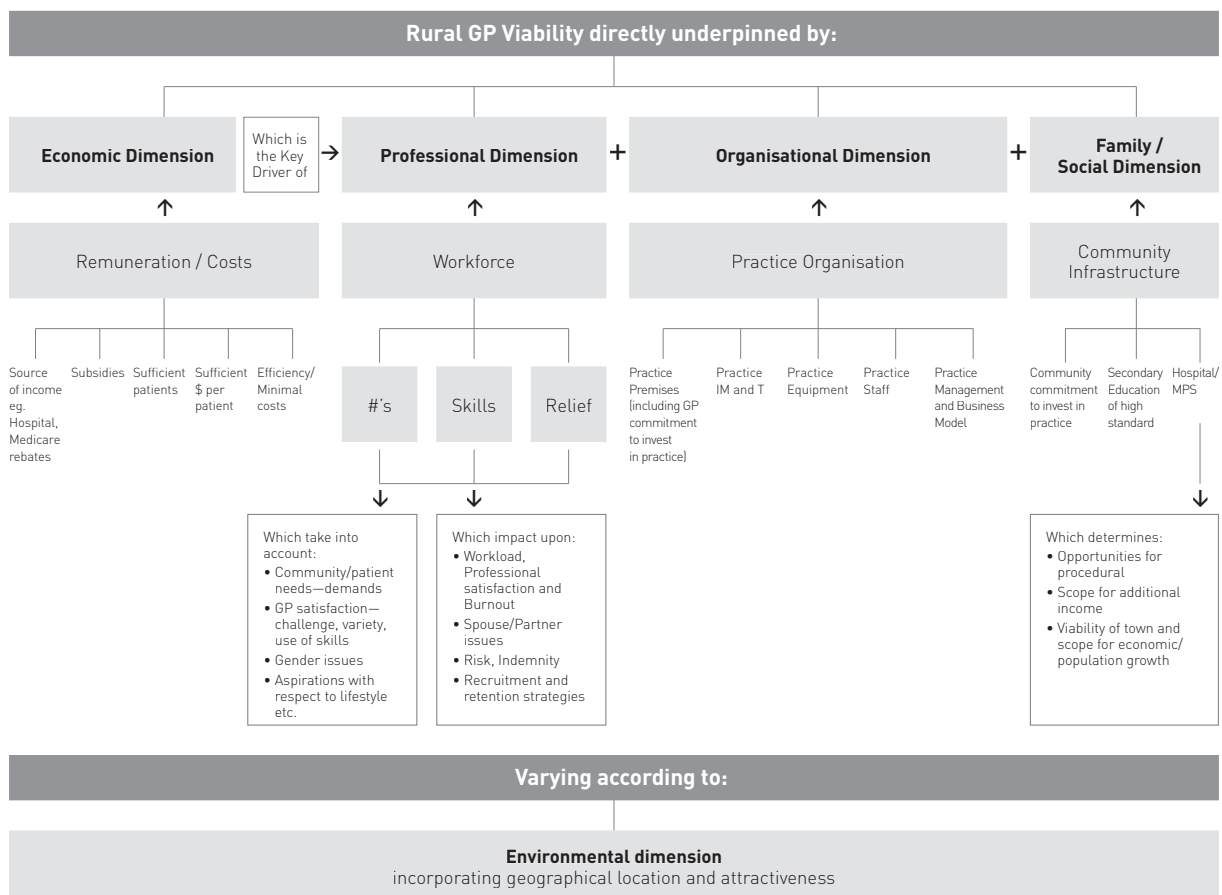 Rural GP Viability directly underpinned by:
Economic Dimension
Which is
the Key
Driver of
→
Professional Dimension
+
Organisational Dimension
+
Family /
Social Dimension
Remuneration / Costs
Workforce
Practice Organisation
Community
Infrastructure
Source
of income
eg.
Hospital,
Medicare
rebates
Subsidies
Sufficient
patients
Sufficient
$ per
patient
Efficiency/
Minimal
costs
#'s
Skills
Relief
Practice
Premises
(including GP
commitment
to invest
in practice)
Practice
IM and T
Practice
Equipment
Practice
Staff
Practice
Management
and Business
Model
Community
commitment
to invest in
practice
Secondary
Education
of high
standard
Hospital/
MPS
Which take into
account:
• Community/patient
needs—demands
• GP satisfaction—
challenge, variety,
use of skills
• Gender issues
• Aspirations with
respect to lifestyle
etc.
Which impact upon:
• Workload,
Professional
satisfaction and
Burnout
• Spouse/Partner
issues
• Risk, Indemnity
• Recruitment and
retention strategies
Which determines:
• Opportunities for
procedural
• Scope for additional
income
• Viability of town and
scope for economic/
population growth
Varying according to:
Environmental dimension
incorporating geographical location and attractiveness